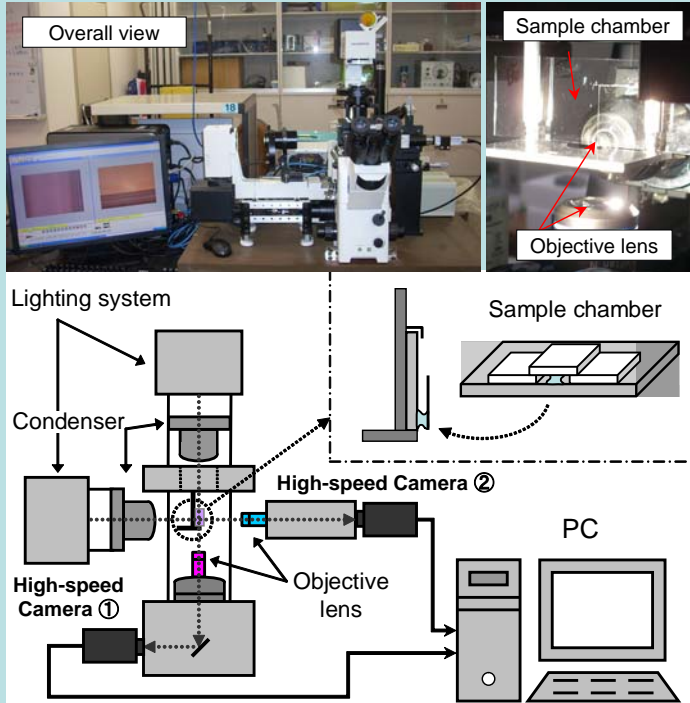 Overall view
18
Sample chamber
Objective lens
Lighting system
Sample chamber
Condenser
High-speed Camera ②
PC
High-speed
Camera ①
Objective
lens